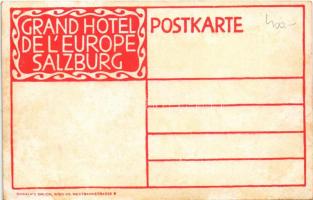 GRAND HOTEL
DE L'EUROPE
SALZBURG
POSTKARTE
400.-